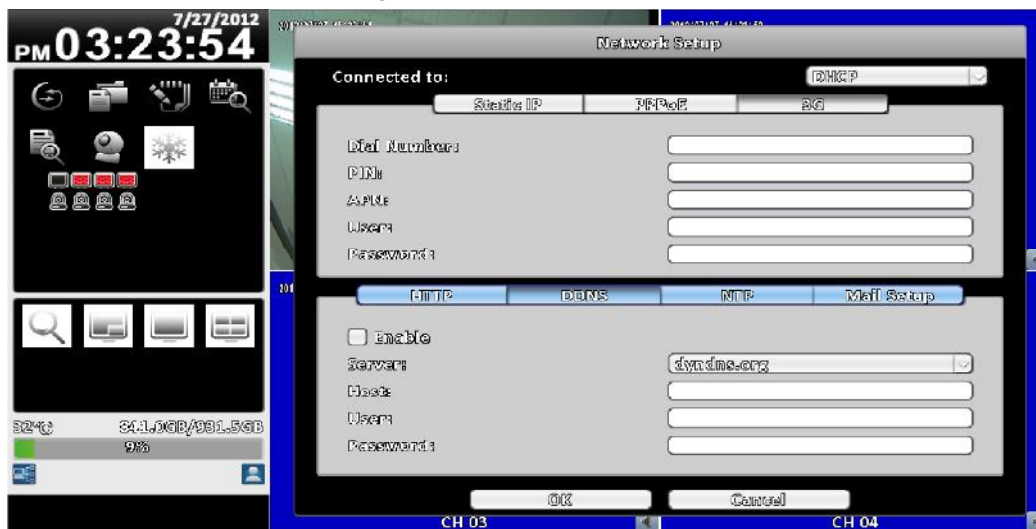 7/27/2012
PM 03:23:54
Network Setup
Connected to: DHCP
Static IP PPPoE 3G
Dial Number:
PIN:
APN:
User:
Password:
HTTP DDNS NTP Mail Setup
Enable
Server: dyndns.org
Host:
User:
Password:
32°C 841.0GB/931.5GB
9%
OK Cancel
CH 03 CH 04